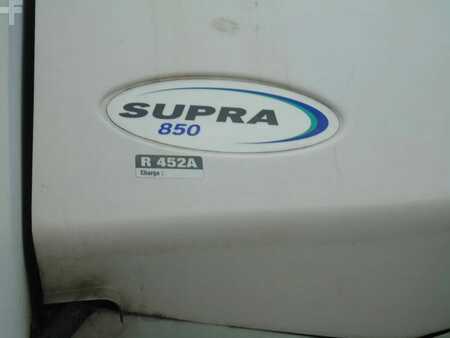 SUPRA
850
R 452A
Charge :